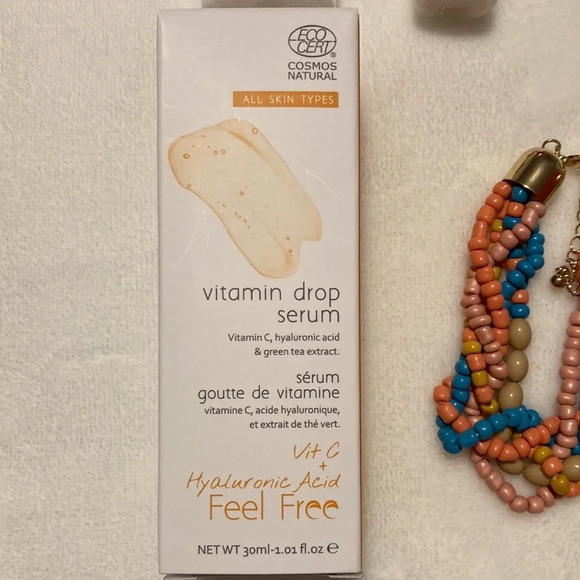 ECO
CERT®
COSMOS
NATURAL
ALL SKIN TYPES
vitamin drop
serum
Vitamin C, hyaluronic acid
& green tea extract.
sérum
goutte de vitamine
vitamine C, acide hyaluronique,
et extrait de thé vert.
Vit C
+
Hyaluronic Acid
Feel Free
NET WT 30ml-1.01 fl.oz ℮